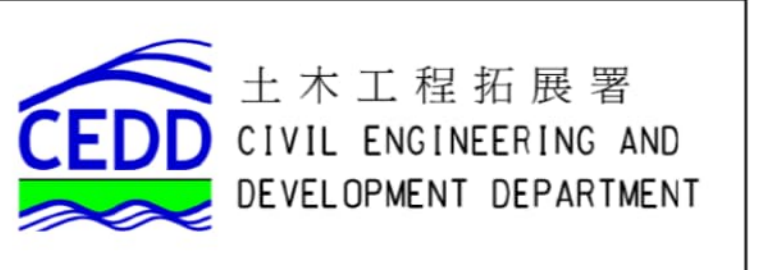 CEDD
土木工程拓展署
CIVIL ENGINEERING AND
DEVELOPMENT DEPARTMENT